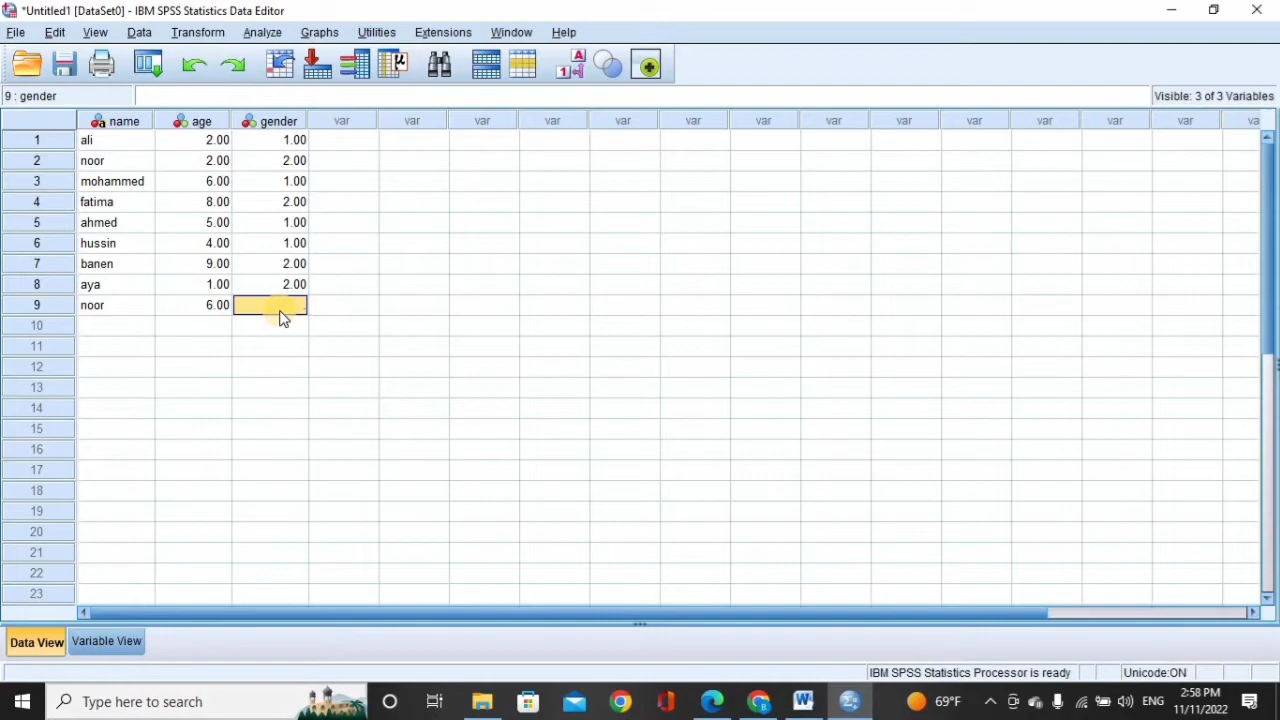 *Untitled1 [DataSet0] - IBM SPSS Statistics Data Editor
File Edit View Data Transform Analyze Graphs Utilities Extensions Window Help
9 : gender Visible: 3 of 3 Variables
name age gender var var var var var var var var var var var var var va
1 ali 2.00 1.00
2 noor 2.00 2.00
3 mohammed 6.00 1.00
4 fatima 8.00 2.00
5 ahmed 5.00 1.00
6 hussin 4.00 1.00
7 banen 9.00 2.00
8 aya 1.00 2.00
9 noor 6.00 .
10
11
12
13
14
15
16
17
18
19
20
21
22
23
Data View Variable View
IBM SPSS Statistics Processor is ready Unicode:ON
Type here to search 69°F ENG 2:58 PM
11/11/2022